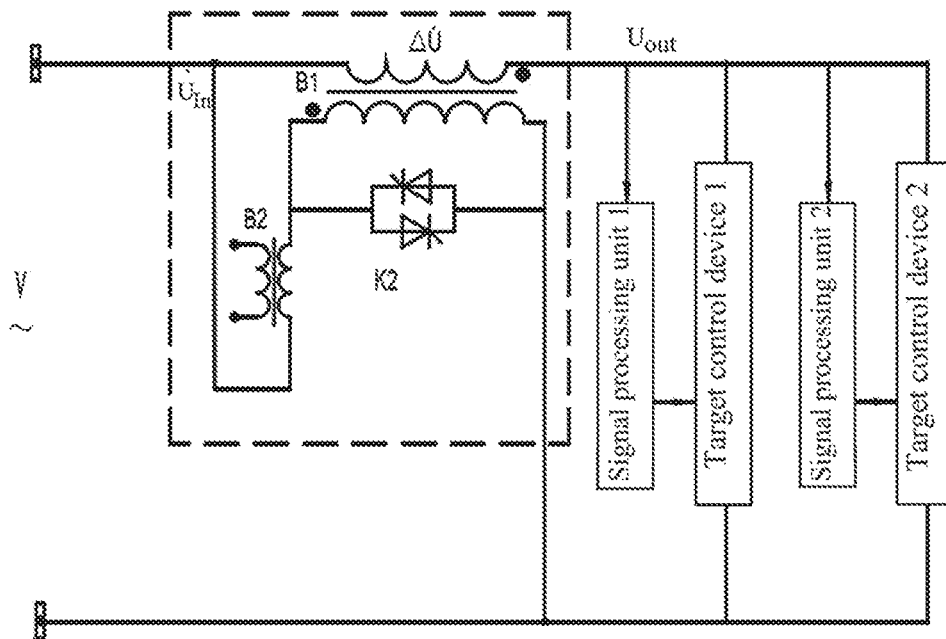 ΔU̇
U_out
B1
U̇_In
B2
K2
V
~
Signal processing unit 1
Target control device 1
Signal processing unit 2
Target control device 2